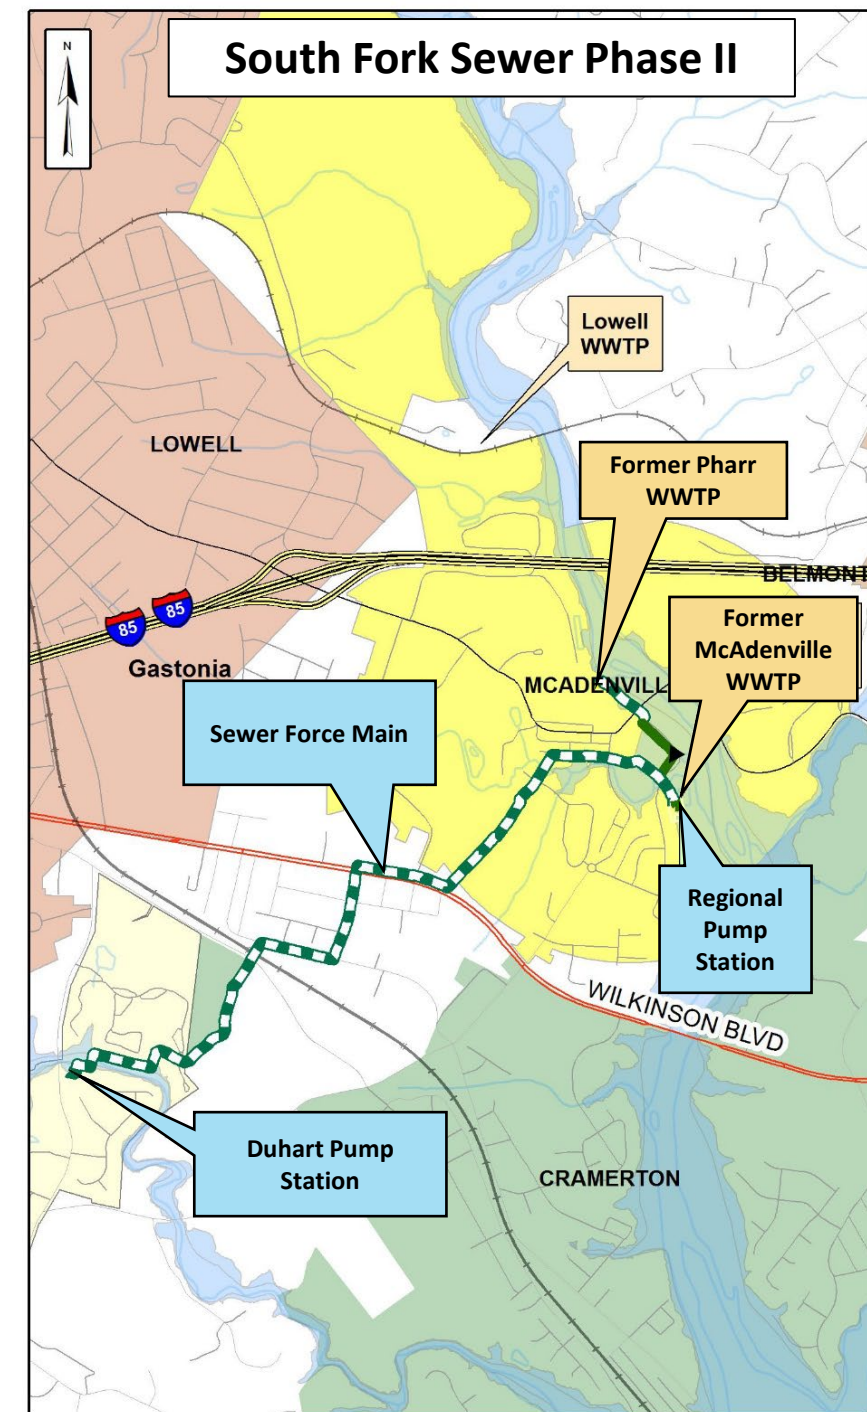 South Fork Sewer Phase II
N
Lowell
WWTP
LOWELL
Former Pharr
WWTP
BELMONT
85
85
Former
McAdenville
WWTP
Gastonia
MCADENVILL
Sewer Force Main
Regional
Pump
Station
WILKINSON BLVD
Duhart Pump
Station
CRAMERTON